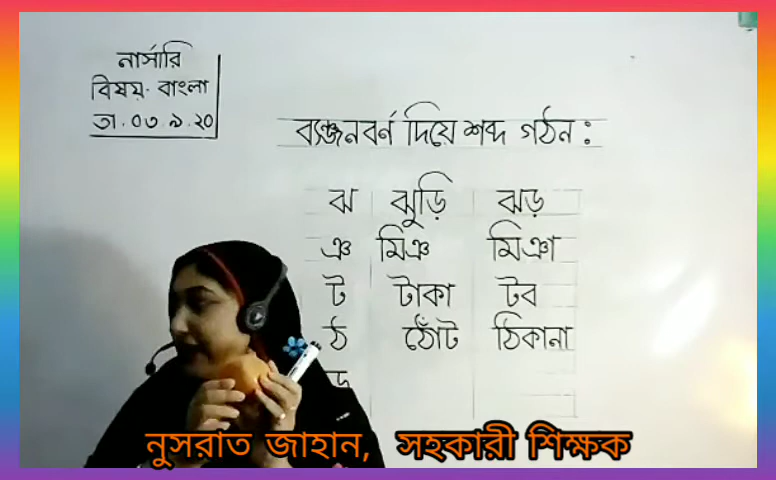 নার্সারি
বিষয়- বাংলা
তা. ০৩.৯.২০
ব্যঞ্জনবর্ন দিয়ে শব্দ গঠন:
ঝ ঝুড়ি ঝড়
ঞ মিঞ মিঞা
ট টাকা টব
ঠ ঠোঁট ঠিকানা
নুসরাত জাহান, সহকারী শিক্ষক